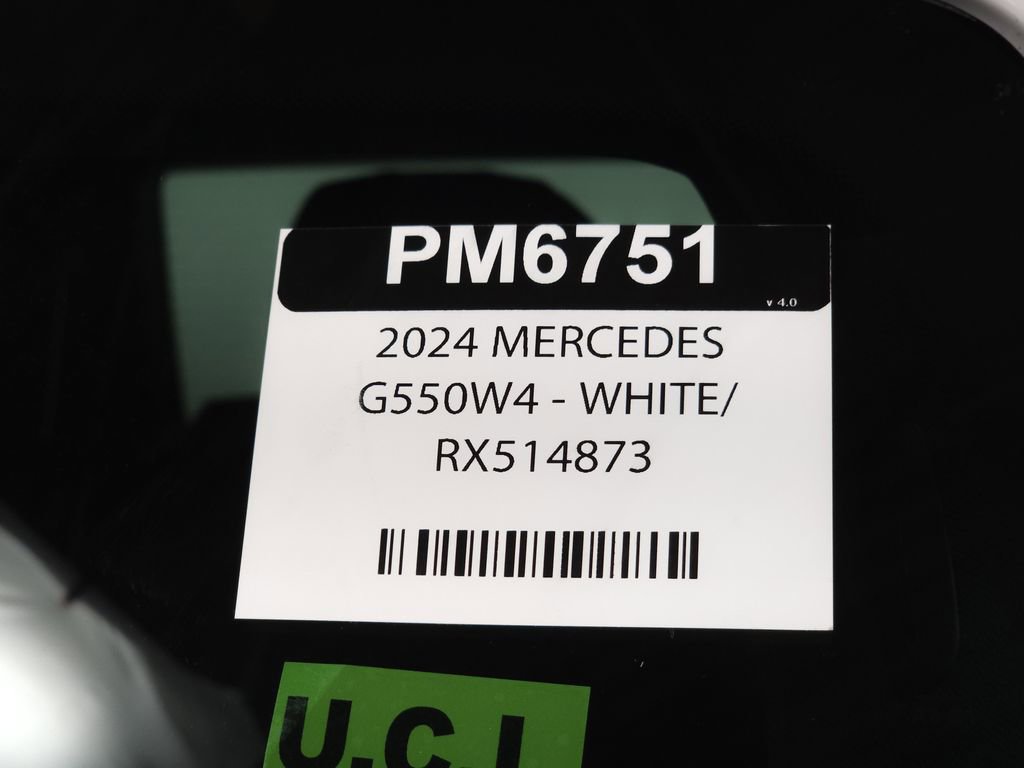 PM6751
v 4.0
2024 MERCEDES
G550W4 - WHITE/
RX514873
U.C.I